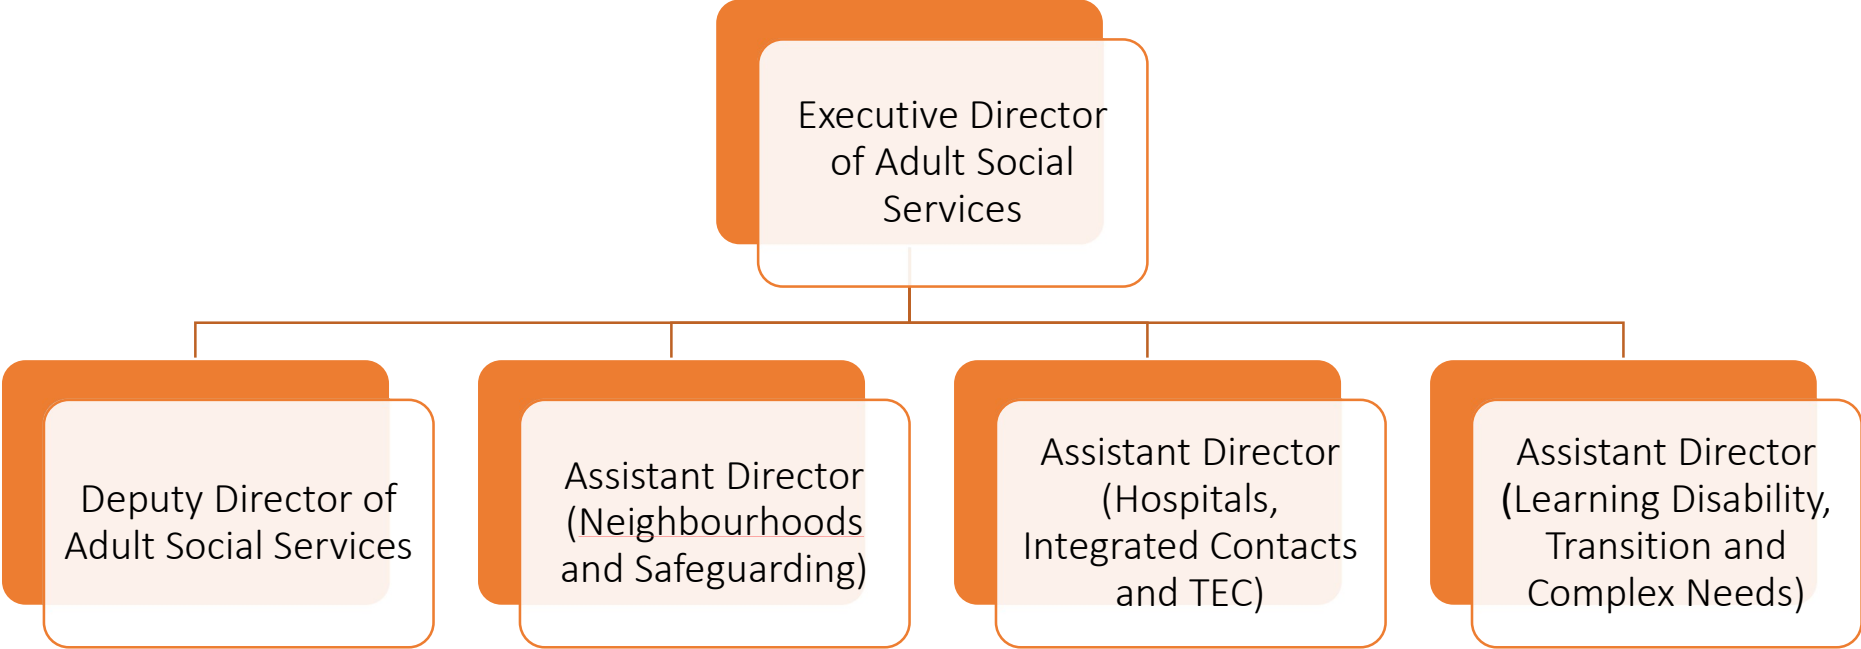 Executive Director
of Adult Social
Services
Deputy Director of
Adult Social Services
Assistant Director
(Neighbourhoods
and Safeguarding)
Assistant Director
(Hospitals,
Integrated Contacts
and TEC)
Assistant Director
(Learning Disability,
Transition and
Complex Needs)